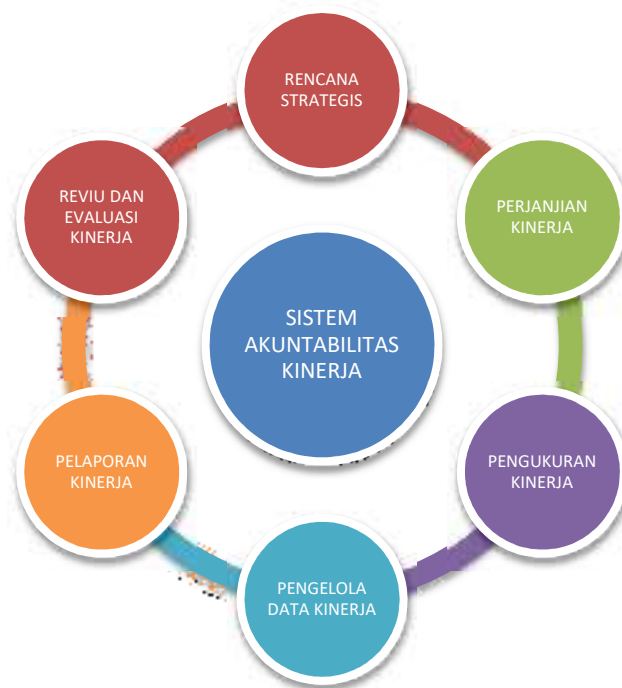 RENCANA
STRATEGIS
PERJANJIAN
KINERJA
PENGUKURAN
KINERJA
PENGELOLA
DATA KINERJA
PELAPORAN
KINERJA
REVIU DAN
EVALUASI
KINERJA
SISTEM
AKUNTABILITAS
KINERJA